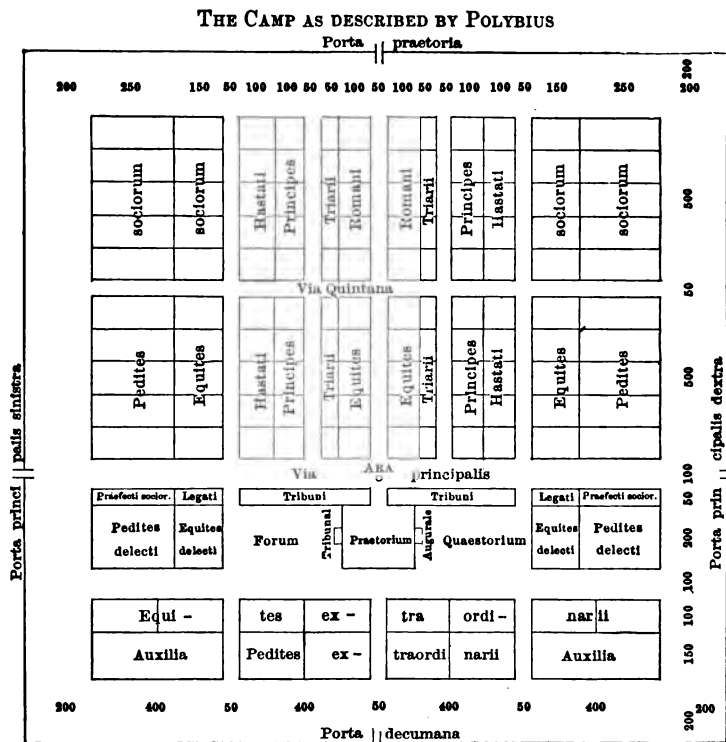 THE CAMP AS DESCRIBED BY POLYBIUS
Porta praetoria
200 250 150 50 100 100 50 50 100 50 100 50 50 100 100 50 150 250 200
200
sociorum sociorum Hastati Principes Triarii Romani Romani Triarii Principes Hastati sociorum sociorum
500
Via Quintana
50
Pedites Equites Hastati Principes Triarii Equites Equites Triarii Principes Hastati Equites Pedites
500
Porta princi palis sinistra
Porta prin cipalis dextra
Via ARA principalis
100
Praefecti socior. Legati Tribuni Tribuni Legati Praefecti socior.
50
Pedites delecti
Equites delecti
Forum
Tribunal
Praetorium
Augurale
Quaestorium
Equites delecti
Pedites delecti
200
100
Equi - tes ex - tra ordi - narii
100
Auxilia Pedites ex - traordi narii Auxilia
150
200 400 50 400 50 400 50 400 200
200
Porta decumana